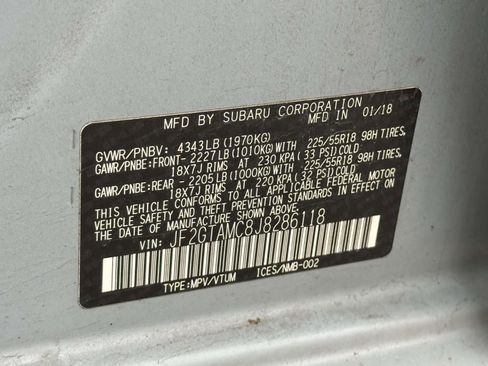 MFD BY SUBARU CORPORATION MADE IN 01/18
GVWR/PNBV: 4343LB (1970KG)
GAWR/PNBE:FRONT-2227LB(1010KG)WITH 225/55R18 98H TIRES,
18X7J RIMS AT 230 KPA (33 PSI)COLD
GAWR/PNBE:REAR -2205LB(1000KG)WITH 225/55R18 98H TIRES,
18X7J RIMS AT 220 KPA (32 PSI)COLD
THIS VEHICLE CONFORMS TO ALL APPLICABLE FEDERAL MOTOR
VEHICLE SAFETY AND THEFT PREVENTION STANDARDS IN EFFECT ON
THE DATE OF MANUFACTURE SHOWN ABOVE.
VIN: JF2GTAMC8J8286118
TYPE:MPV/VTUM ICES/NMB-002